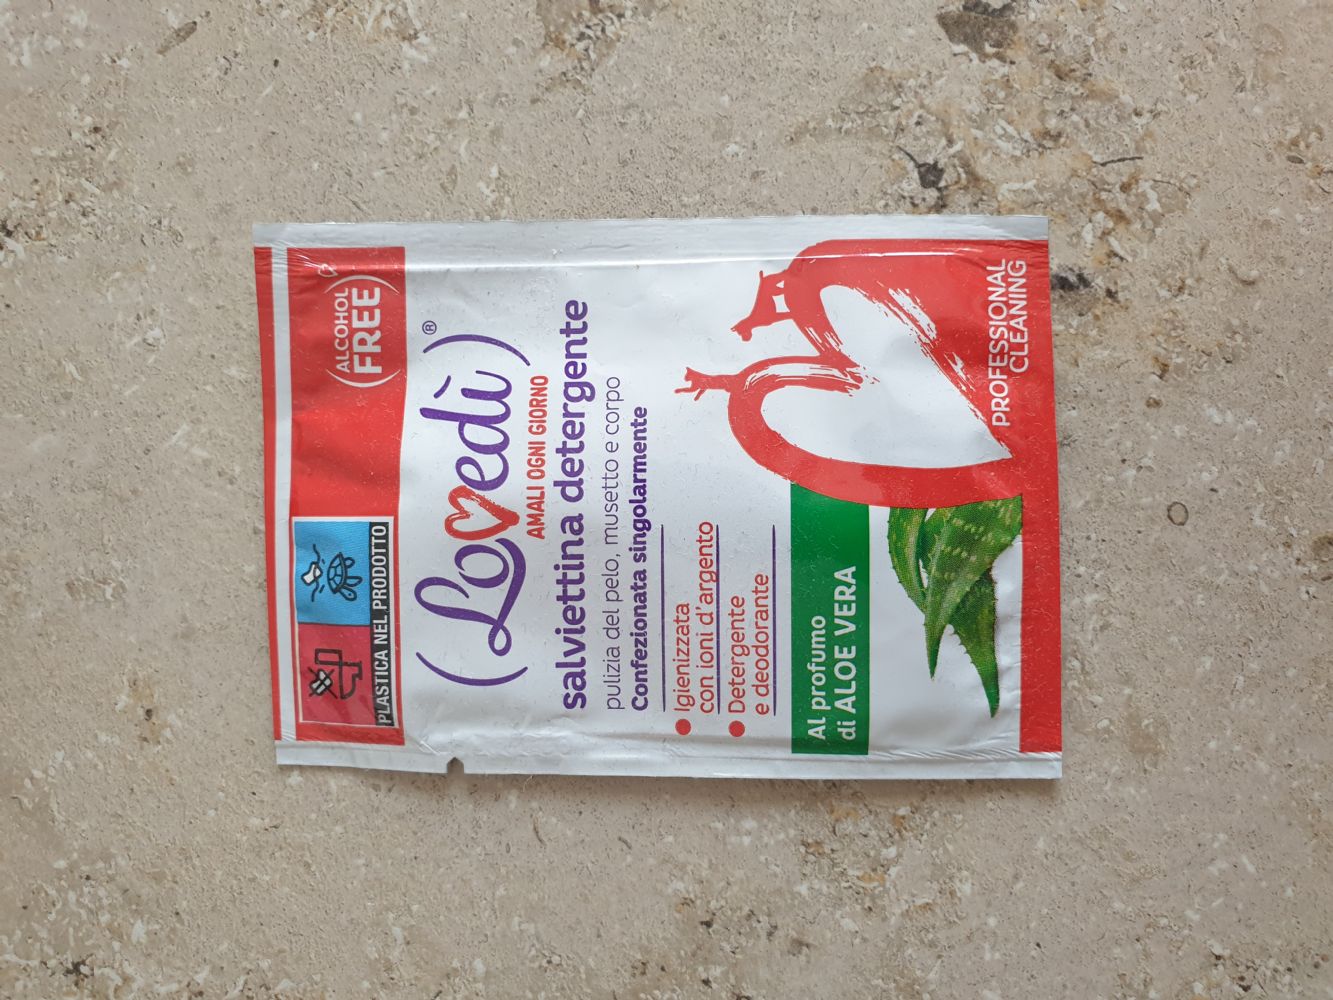 PLASTICA NEL PRODOTTO
ALCOHOL
FREE
(Lovedì)®
AMALI OGNI GIORNO
salviettina detergente
pulizia del pelo, musetto e corpo
Confezionata singolarmente
Igienizzata
con ioni d'argento
Detergente
e deodorante
Al profumo
di ALOE VERA
PROFESSIONAL
CLEANING